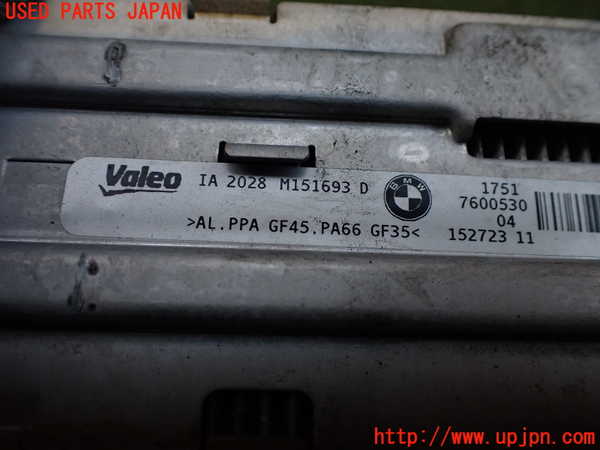 USED PARTS JAPAN
Valeo IA 2028 M151693 D BMW 1751
7600530
04
>AL.PPA GF45.PA66 GF35< 152723 11
http://www.upjpn.com/